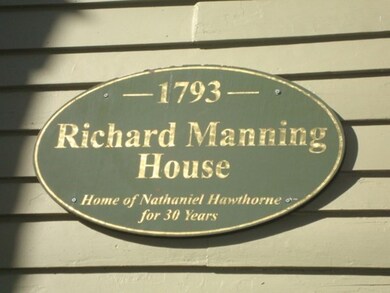 — 1793 —
Richard Manning
House
Home of Nathaniel Hawthorne
for 30 Years